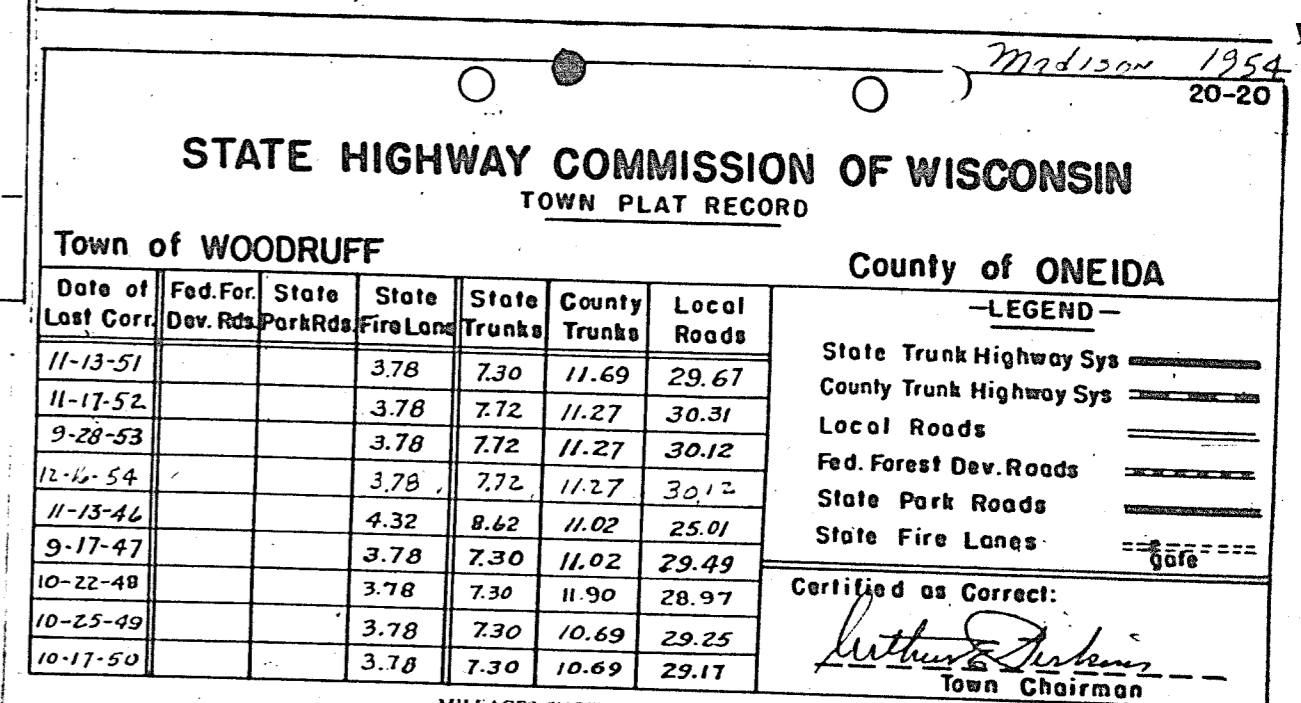 Madison 1954
20-20
STATE HIGHWAY COMMISSION OF WISCONSIN
TOWN PLAT RECORD
Town of WOODRUFF
County of ONEIDA
Date of Last Corr. Fed.For. Dev. Rds. State ParkRds. State Fire Lane State Trunks County Trunks Local Roads
11-13-51 3.78 7.30 11.69 29.67
11-17-52 3.78 7.72 11.27 30.31
9-28-53 3.78 7.72 11.27 30.12
12-16-54 3.78 7.72 11.27 30.12
11-13-46 4.32 8.62 11.02 25.01
9-17-47 3.78 7.30 11.02 29.49
10-22-48 3.78 7.30 11.90 28.97
10-25-49 3.78 7.30 10.69 29.25
10-17-50 3.78 7.30 10.69 29.17
—LEGEND—
State Trunk Highway Sys
County Trunk Highway Sys
Local Roads
Fed. Forest Dev. Roads
State Park Roads
State Fire Lanes
gate
Certified as Correct:
Arthur E Perkins
Town Chairman